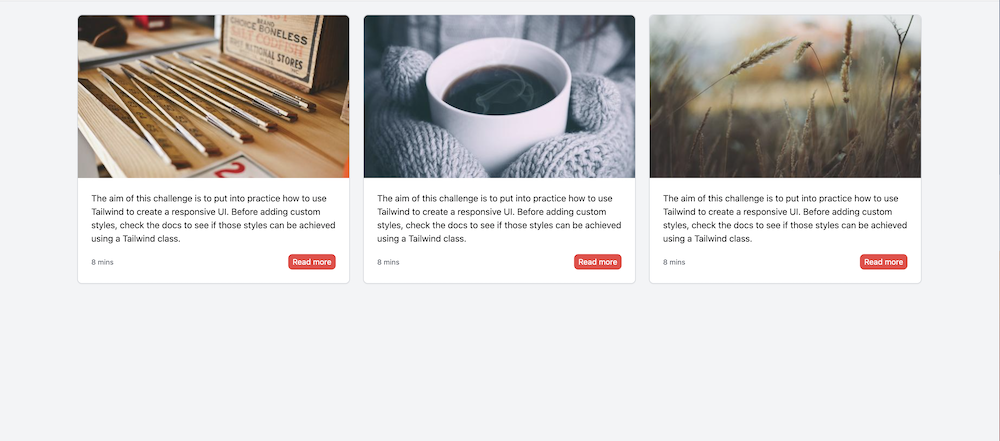 BRAND
CHOICE BONELESS
SALT CODFISH
FIRST NATIONAL STORES
2
The aim of this challenge is to put into practice how to use
Tailwind to create a responsive UI. Before adding custom
styles, check the docs to see if those styles can be achieved
using a Tailwind class.
8 mins
Read more
The aim of this challenge is to put into practice how to use
Tailwind to create a responsive UI. Before adding custom
styles, check the docs to see if those styles can be achieved
using a Tailwind class.
8 mins
Read more
The aim of this challenge is to put into practice how to use
Tailwind to create a responsive UI. Before adding custom
styles, check the docs to see if those styles can be achieved
using a Tailwind class.
8 mins
Read more